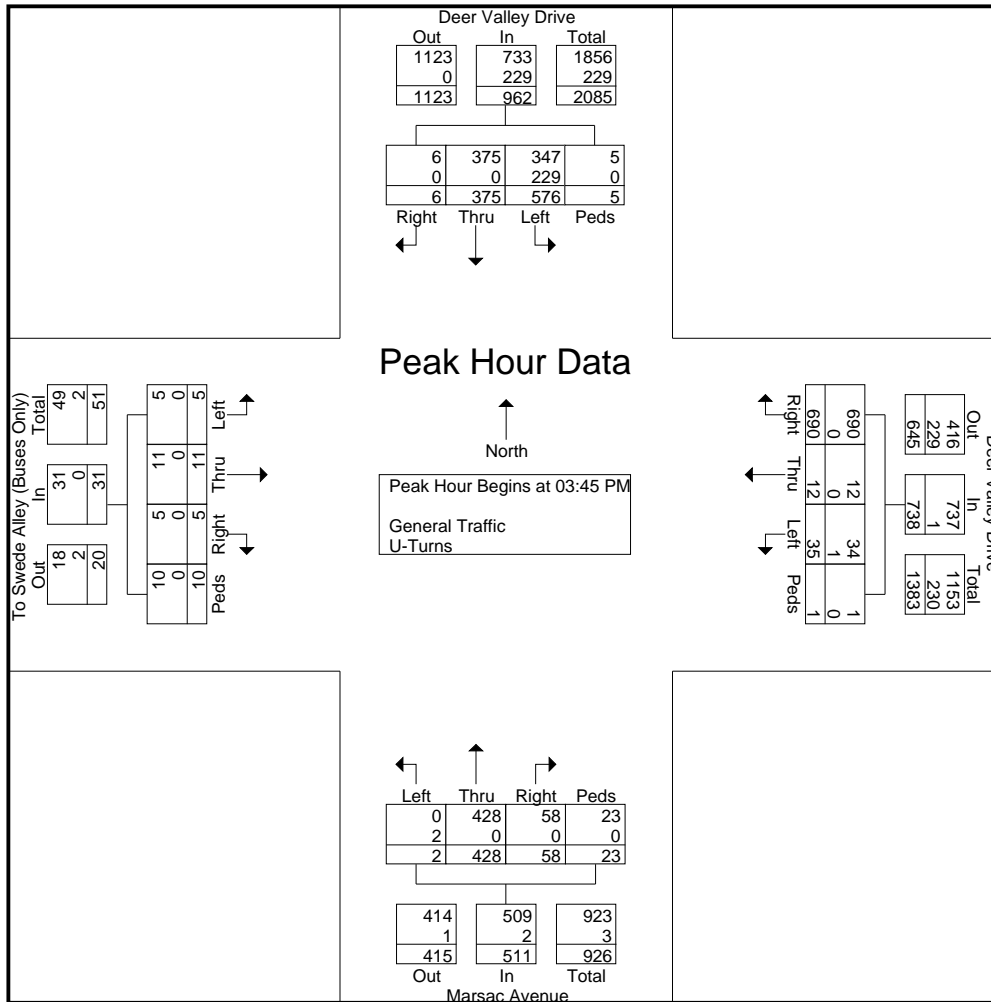 Deer Valley Drive
Out In Total
1123 733 1856
0 229 229
1123 962 2085
6 375 347 5
0 0 229 0
6 375 576 5
Right Thru Left Peds
Peak Hour Data
North
Peak Hour Begins at 03:45 PM
General Traffic
U-Turns
To Swede Alley (Buses Only)
Out In Total
18 31 49
2 0 2
20 31 51
10 5 11 5
0 0 0 0
10 5 11 5
Peds Right Thru Left
Deer Valley Drive
Out In Total
416 737 1153
229 1 230
645 738 1383
690 12 34 1
0 0 1 0
690 12 35 1
Right Thru Left Peds
Left Thru Right Peds
0 428 58 23
2 0 0 0
2 428 58 23
414 509 923
1 2 3
415 511 926
Out In Total
Marsac Avenue